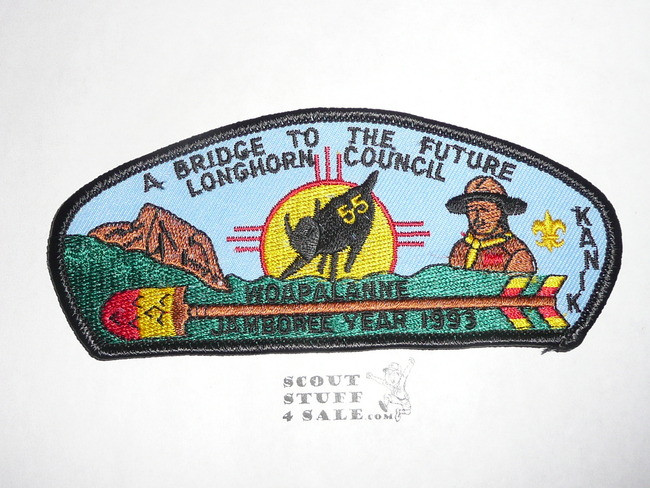 A BRIDGE TO THE FUTURE
LONGHORN COUNCIL
55
KANIK
WOAPALANNE
JAMBOREE YEAR 1993
SCOUT
STUFF
4 SALE.COM